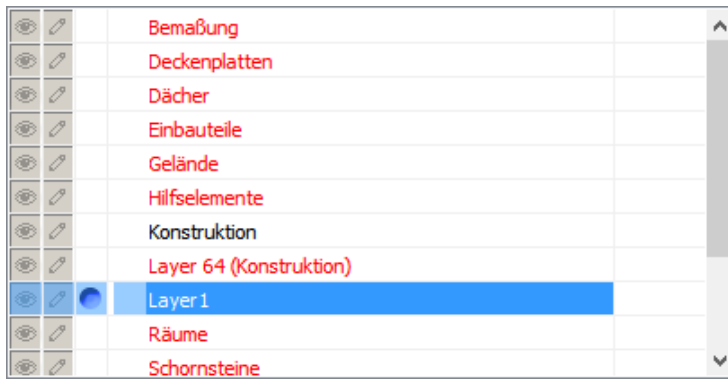 Bemaßung
Deckenplatten
Dächer
Einbauteile
Gelände
Hilfselemente
Konstruktion
Layer 64 (Konstruktion)
Layer1
Räume
Schornsteine